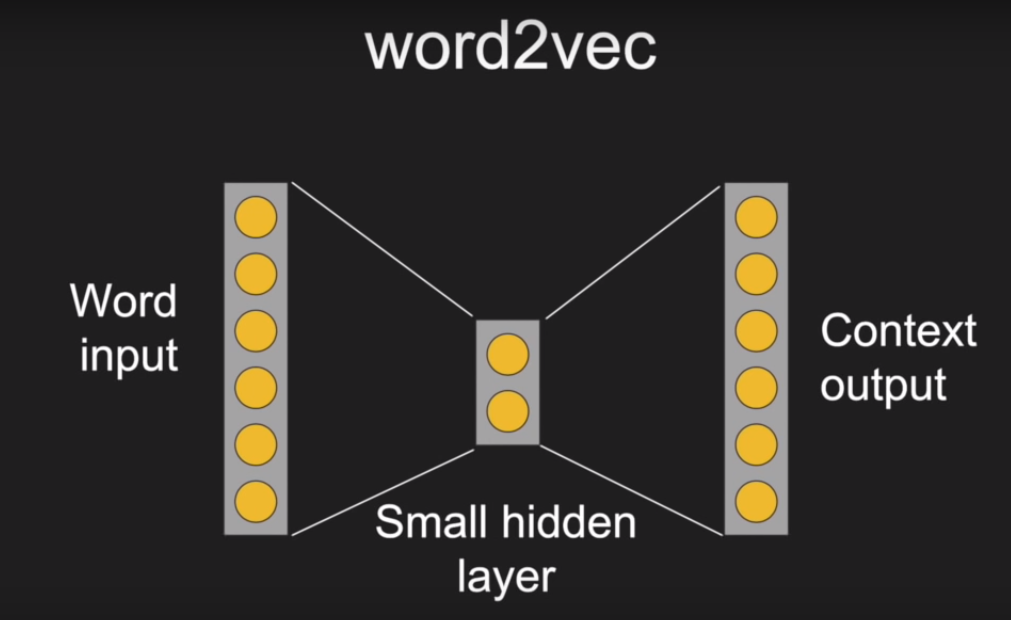 word2vec
Word
input
Context
output
Small hidden
layer